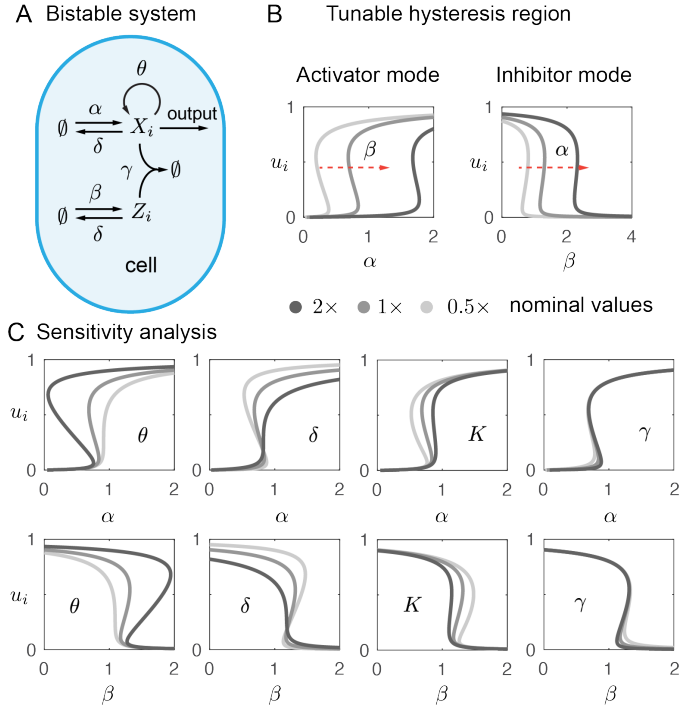 A Bistable system
θ
∅ α δ X_i output
γ ∅
∅ β δ Z_i
cell
B Tunable hysteresis region
Activator mode Inhibitor mode
1 1
u_i β u_i α
0 0
0 1 2 0 2 4
α β
2× 1× 0.5× nominal values
C Sensitivity analysis
1 1 1 1
u_i θ δ K γ
0 0 0 0
0 1 2 0 1 2 0 1 2 0 1 2
α α α α
1 1 1 1
u_i θ δ K γ
0 0 0 0
0 1 2 0 1 2 0 1 2 0 1 2
β β β β